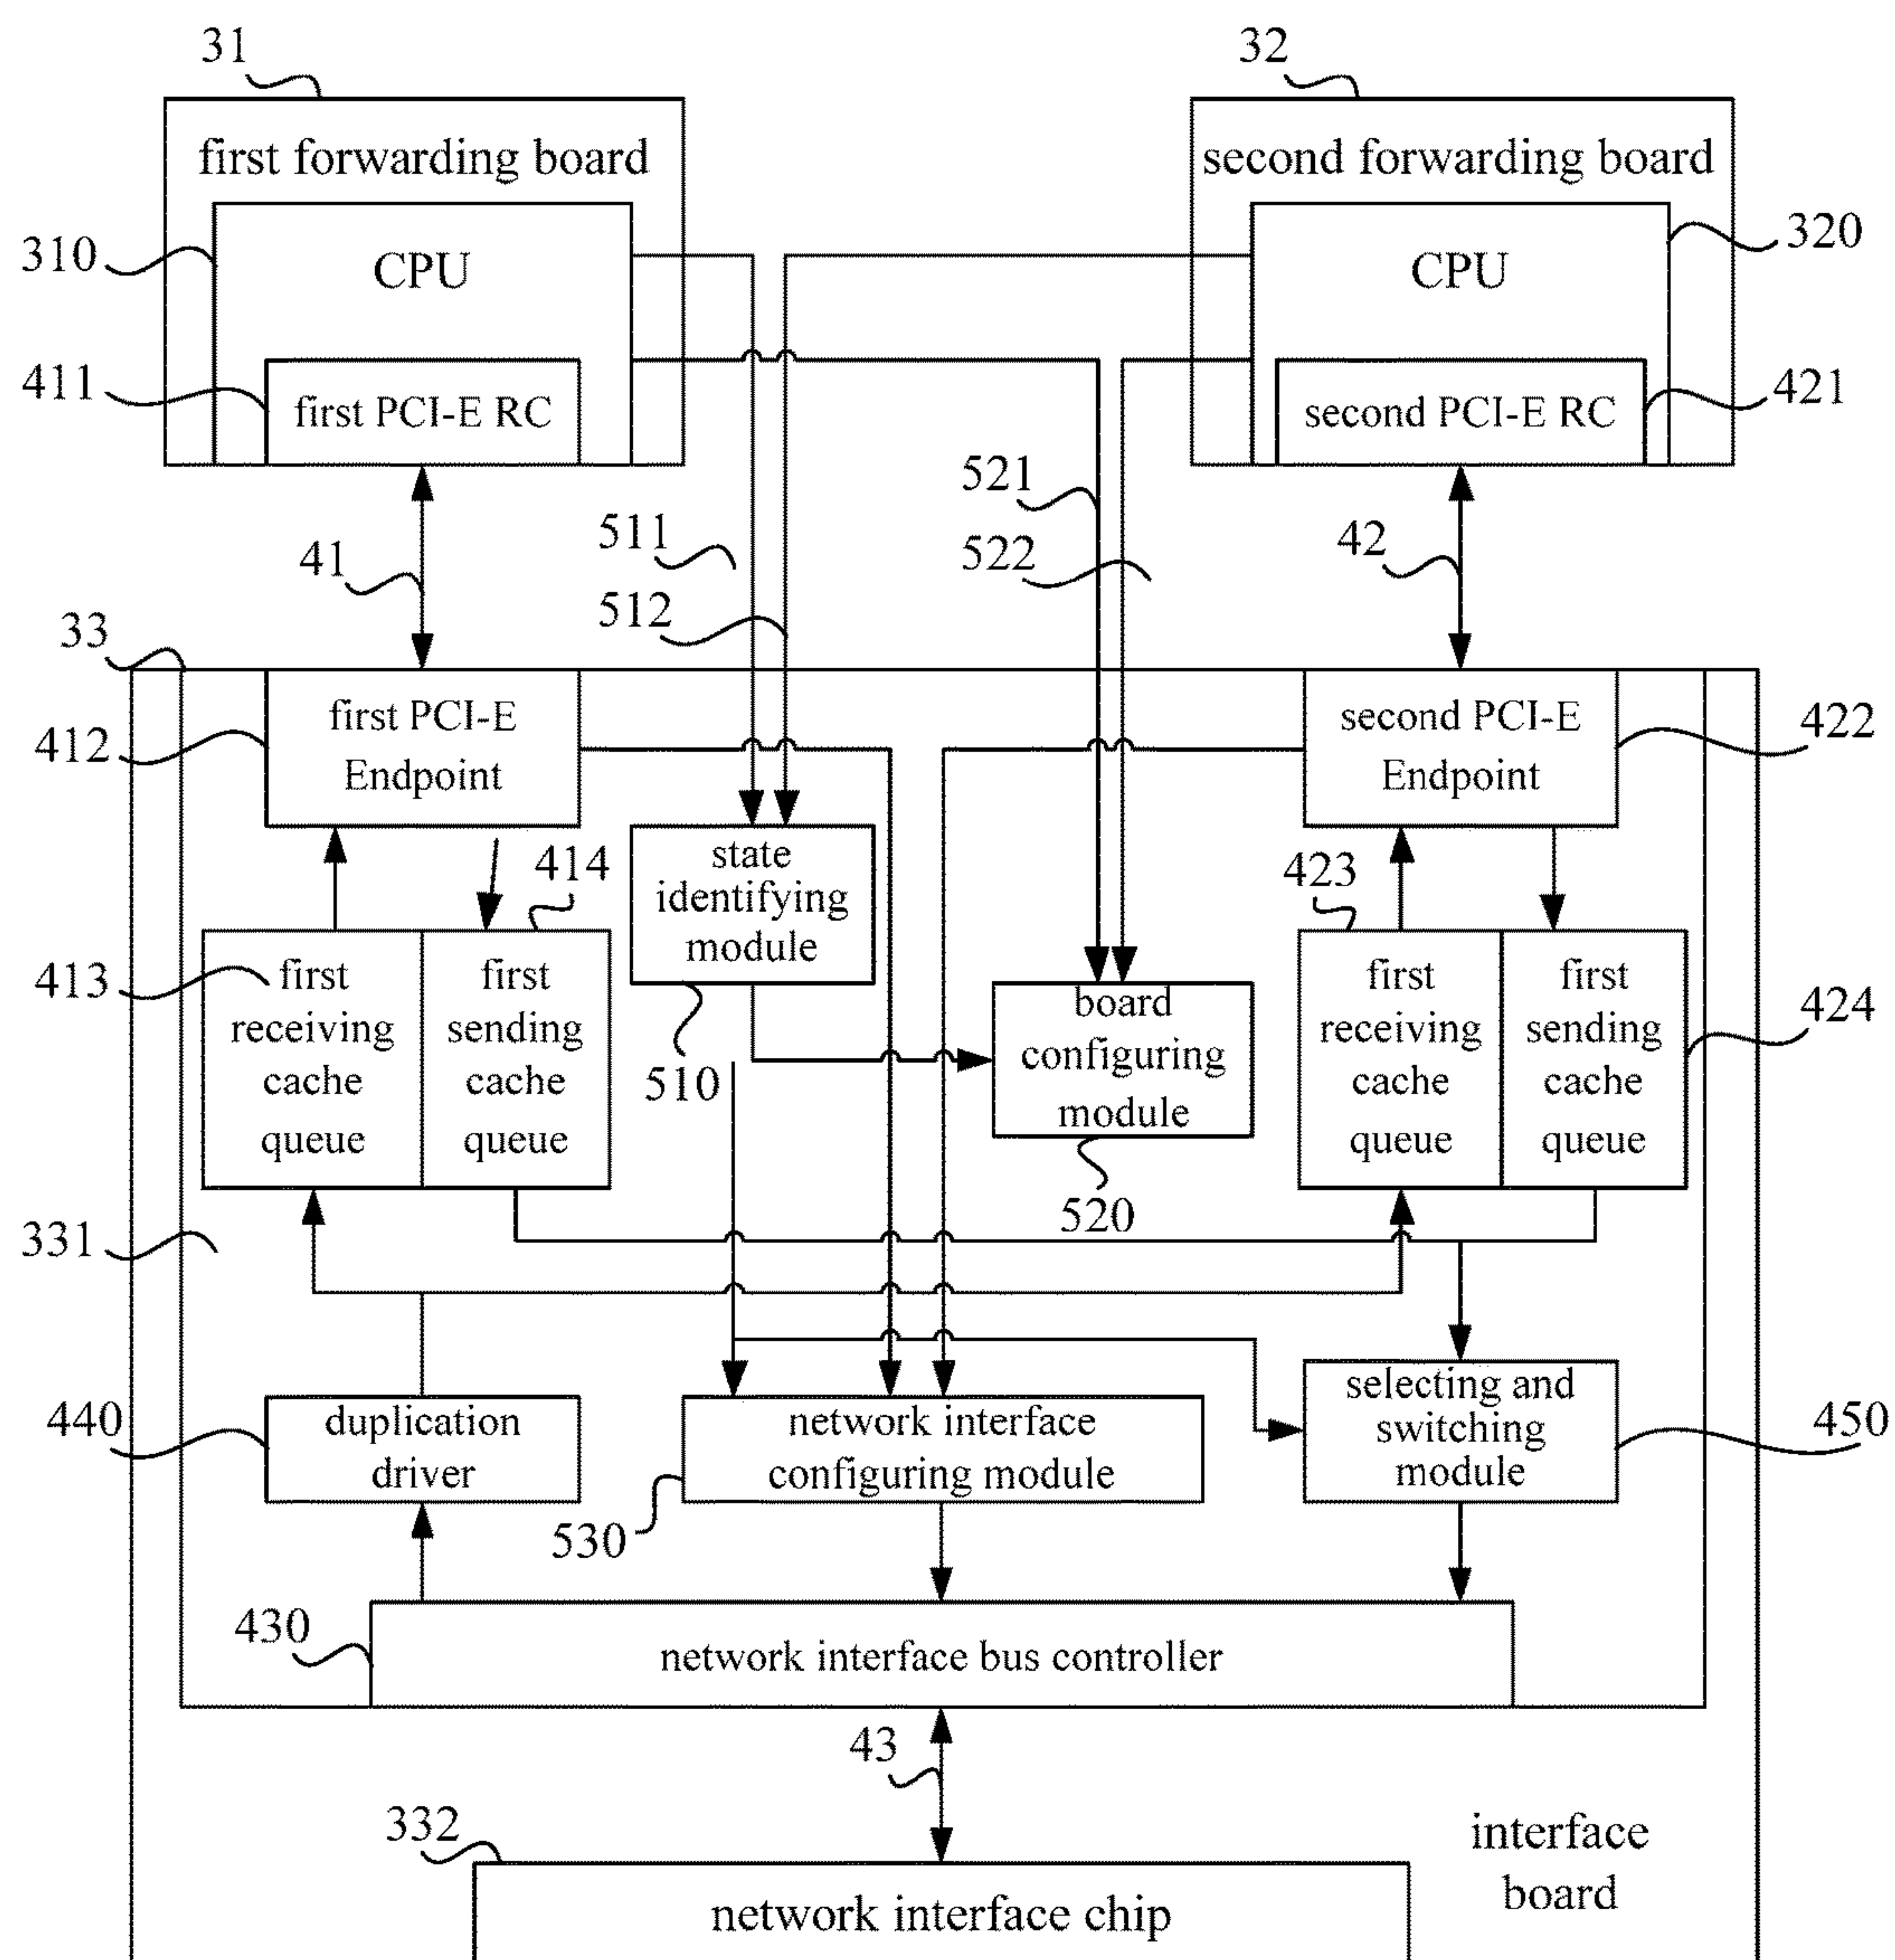 31
32
first forwarding board
second forwarding board
310
CPU
CPU
320
411
first PCI-E RC
second PCI-E RC
421
41
511
512
521
522
42
33
412
first PCI-E
Endpoint
second PCI-E
Endpoint
422
414
state
identifying
module
423
413
first
receiving
cache
queue
first
sending
cache
queue
510
board
configuring
module
520
first
receiving
cache
queue
first
sending
cache
queue
424
331
440
duplication
driver
network interface
configuring module
530
selecting and
switching
module
450
430
network interface bus controller
43
332
network interface chip
interface
board